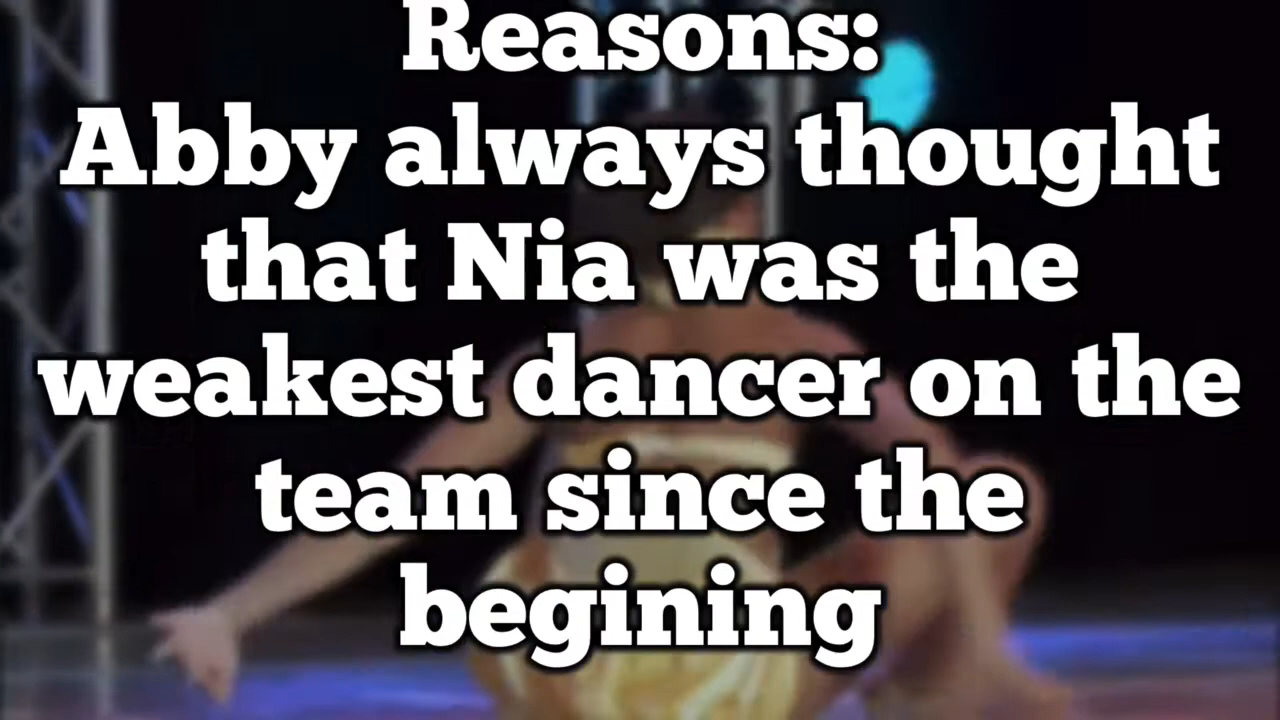 Reasons:
Abby always thought
that Nia was the
weakest dancer on the
team since the
begining